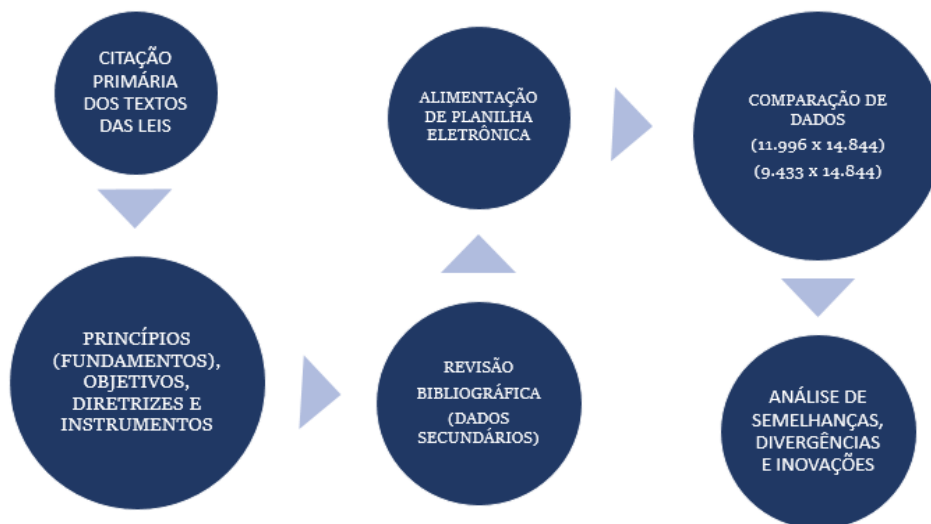 CITAÇÃO
PRIMÁRIA
DOS TEXTOS
DAS LEIS
PRINCÍPIOS
(FUNDAMENTOS),
OBJETIVOS,
DIRETRIZES E
INSTRUMENTOS
REVISÃO
BIBLIOGRÁFICA
(DADOS
SECUNDÁRIOS)
ALIMENTAÇÃO
DE PLANILHA
ELETRÔNICA
COMPARAÇÃO DE
DADOS
(11.996 x 14.844)
(9.433 x 14.844)
ANÁLISE DE
SEMELHANÇAS,
DIVERGÊNCIAS
E INOVAÇÕES